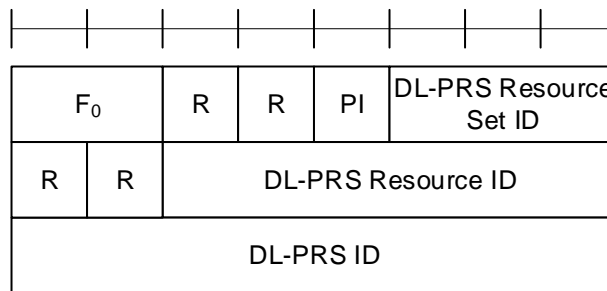 F₀ R R PI DL-PRS Resource
Set ID
R R DL-PRS Resource ID
DL-PRS ID